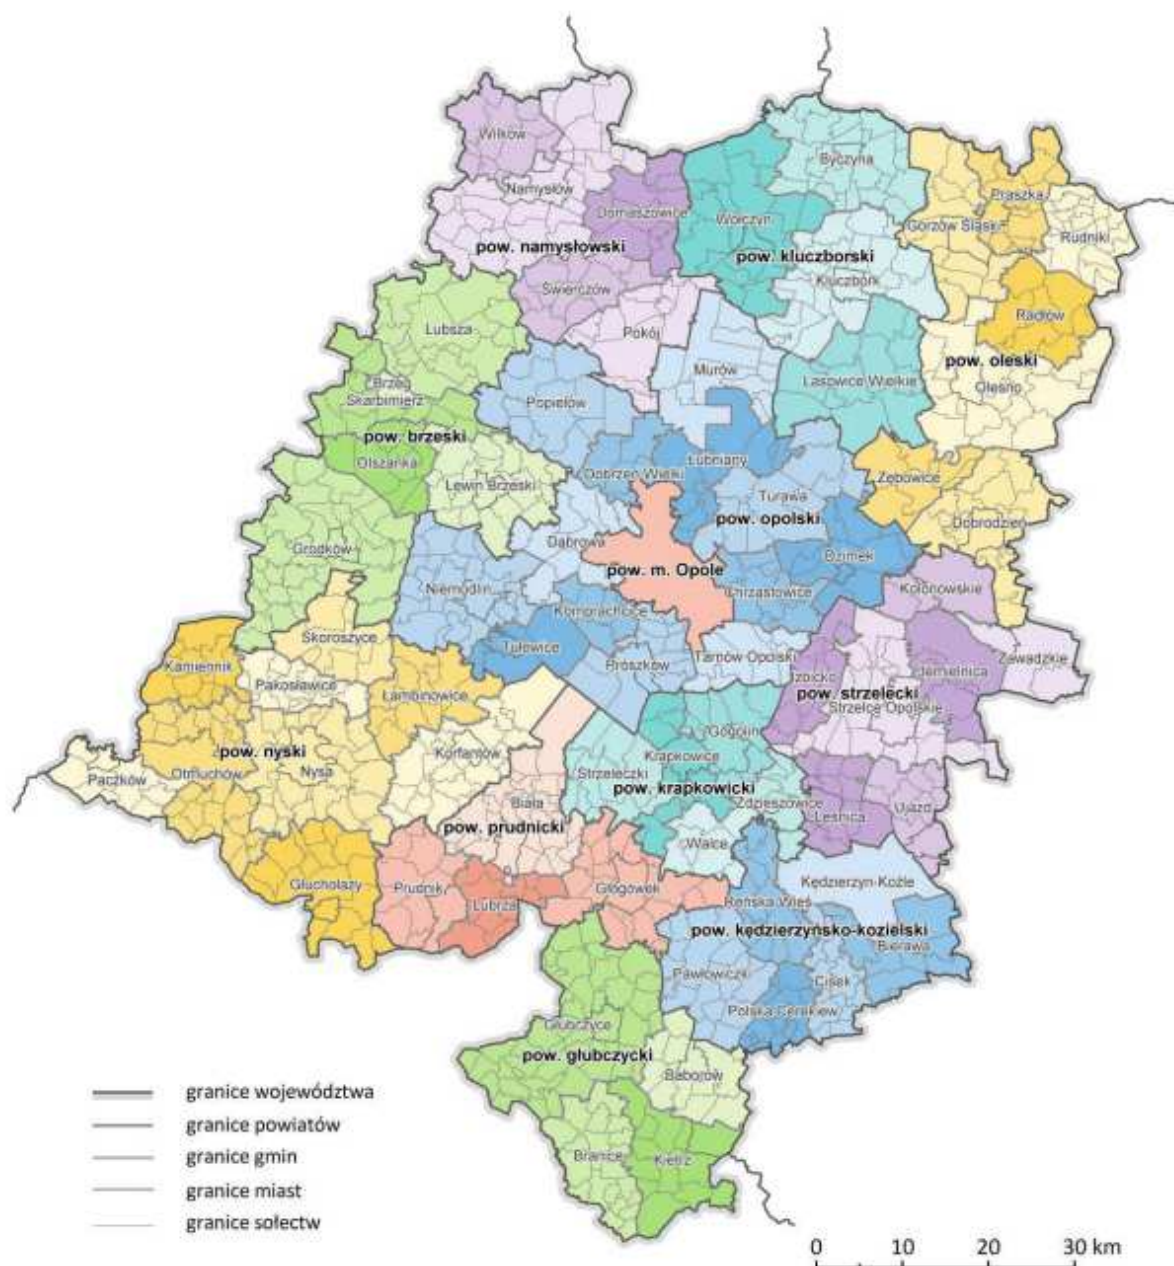 Wilków
Byczyna
Namysłów
Domaszowice
Wołczyn
Praszka
Gorzów Śląski
Rudniki
pow. namysłowski
pow. kluczborski
Kluczbork
Świerczów
Radłów
Lubsza
Pokój
pow. oleski
Murów
Lasowice Wielkie
Olesno
Brzeg
Skarbimierz
Popielów
pow. brzeski
Olszanka
Łubniany
Dobrzeń Wielki
Zębowice
Lewin Brzeski
Turawa
pow. opolski
Dobrodzień
Grodków
Dąbrowa
Ozimek
pow. m. Opole
Niemodlin
Chrząstowice
Kolonowskie
Komprachcice
Skoroszyce
Tułowice
Prószków
Tarnów Opolski
Zawadzkie
Kamiennik
Jemielnica
Izbicko
Pakosławice
Łambinowice
pow. strzelecki
Strzelce Opolskie
Gogolin
pow. nyski
Korfantów
Krapkowice
Paczków
Otmuchów
Nysa
Strzeleczki
pow. krapkowicki
Biała
Zdzieszowice
Ujazd
pow. prudnicki
Leśnica
Walce
Głuchołazy
Prudnik
Głogówek
Kędzierzyn-Koźle
Lubrza
Reńska Wieś
pow. kędzierzyńsko-kozielski
Bierawa
Pawłowiczki
Cisek
Polska Cerekiew
Głubczyce
pow. głubczycki
Baborów
Branice
Kietrz
granice województwa
granice powiatów
granice gmin
granice miast
granice sołectw
0 10 20 30 km